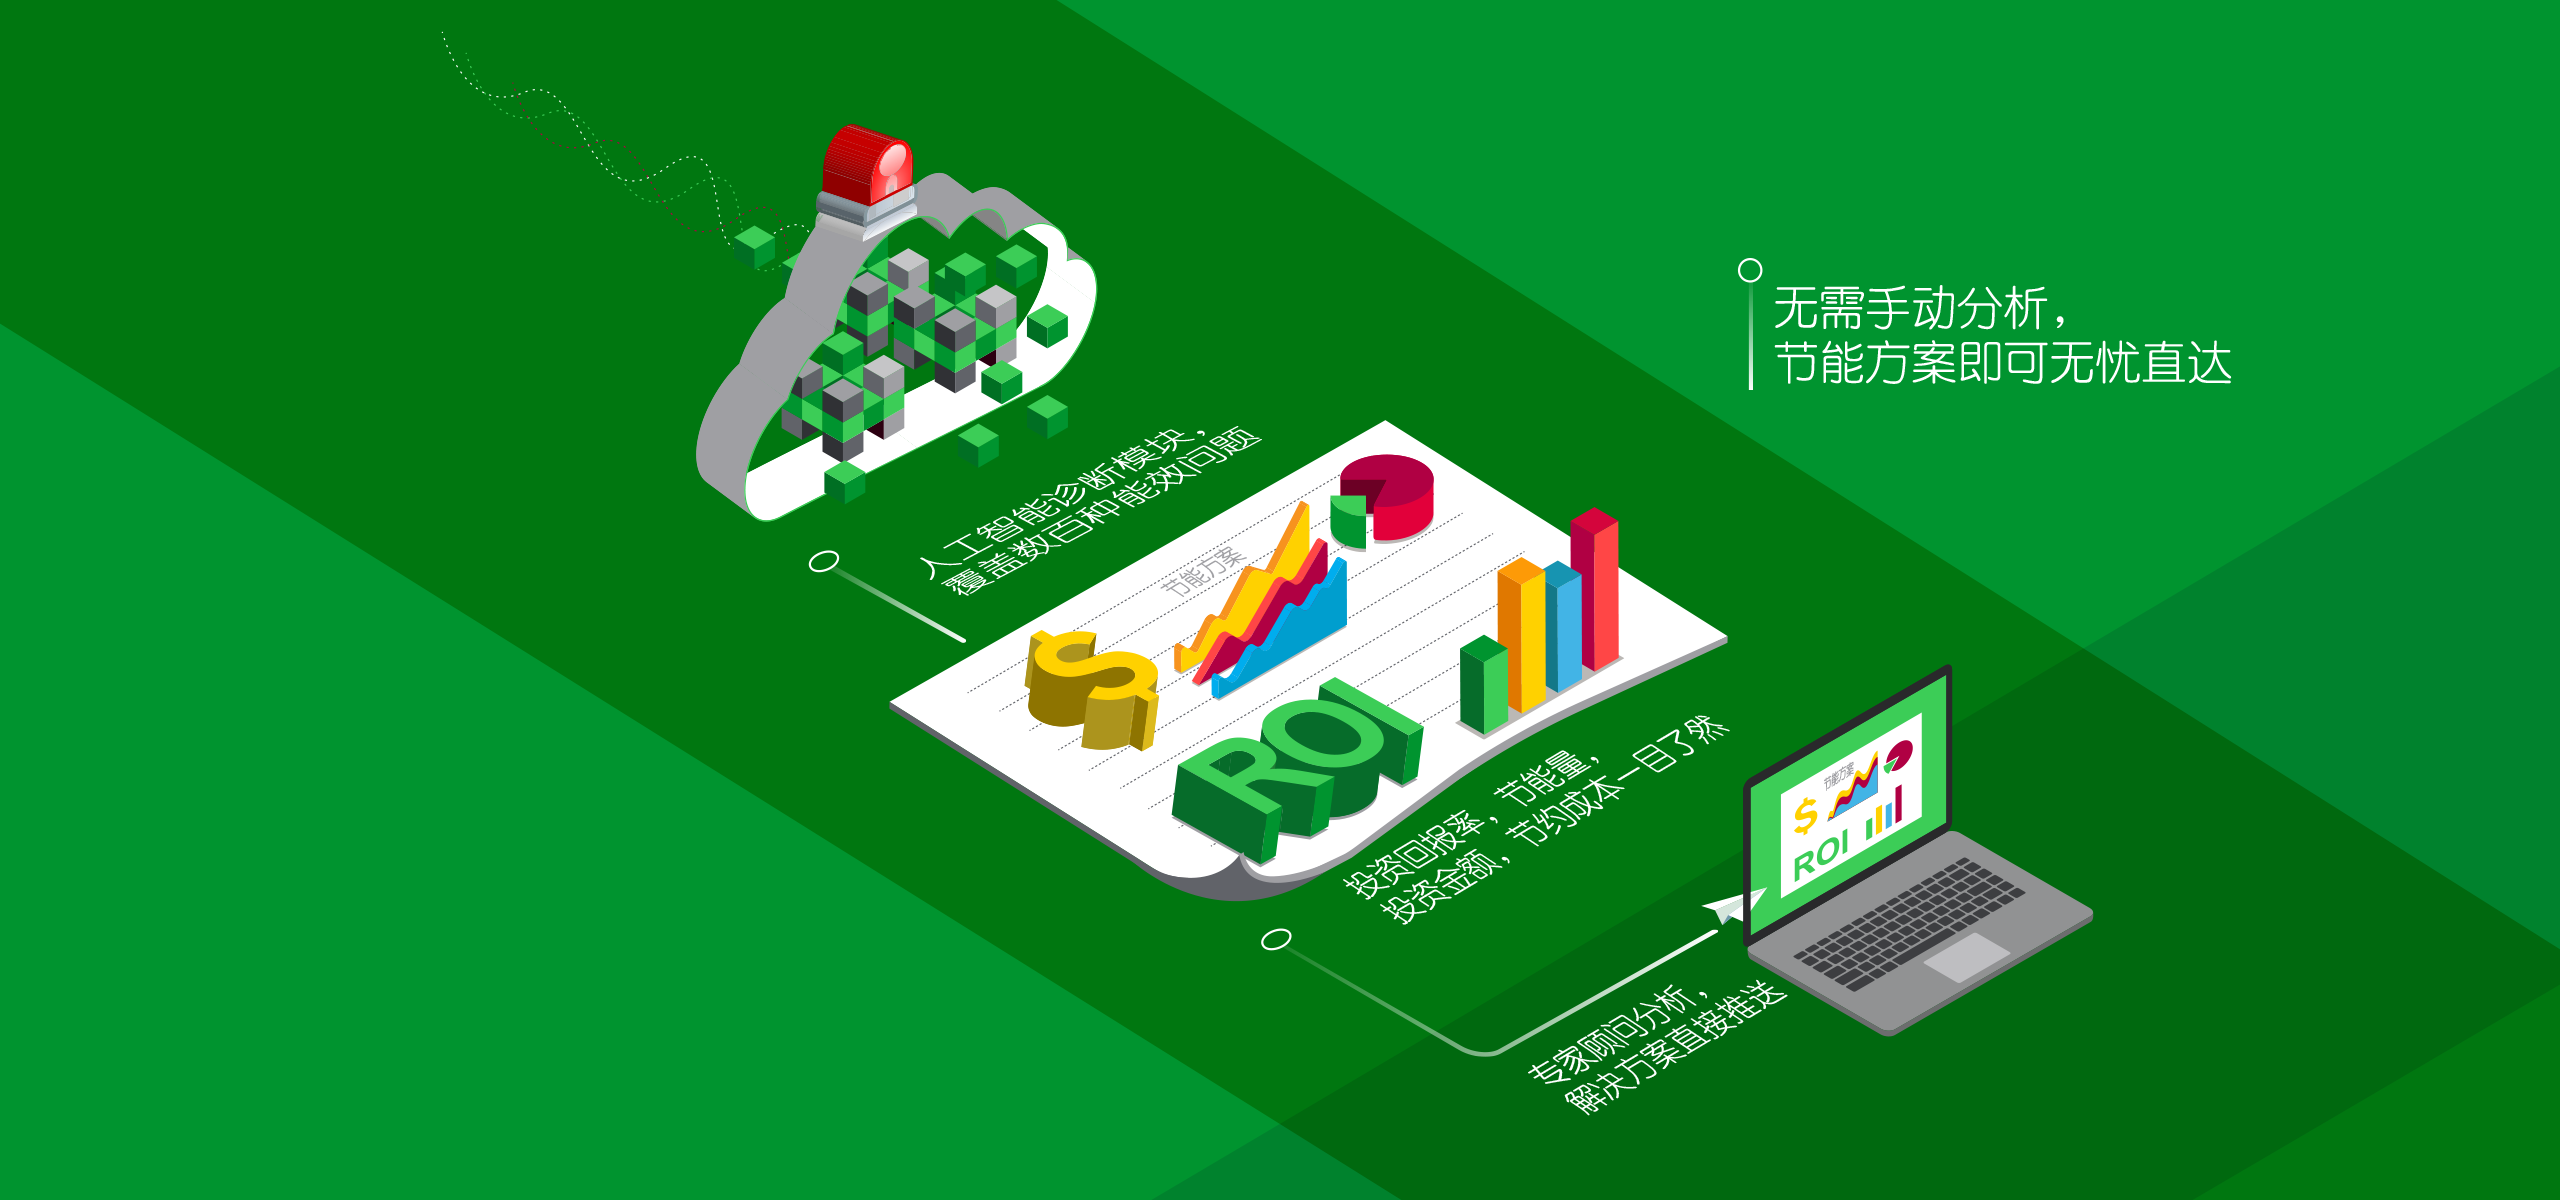 无需手动分析，
节能方案即可无忧直达
人工智能诊断模块，
覆盖数百种能效问题
节能方案
$
ROI
投资回报率，节能量，
投资金额，节约成本一目了然
节能方案
$
ROI
专家顾问分析，
解决方案直接推送